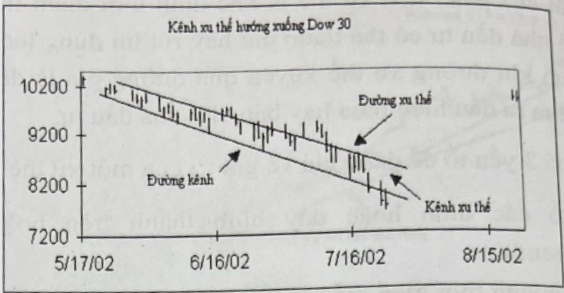 Kênh xu thế hướng xuống Dow 30
10200
Đường xu thế
9200
Đường kênh
8200
Kênh xu thế
7200
5/17/02 6/16/02 7/16/02 8/15/02